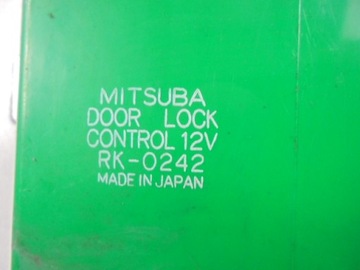 MITSUBA
DOOR LOCK
CONTROL 12V
RK-0242
MADE IN JAPAN